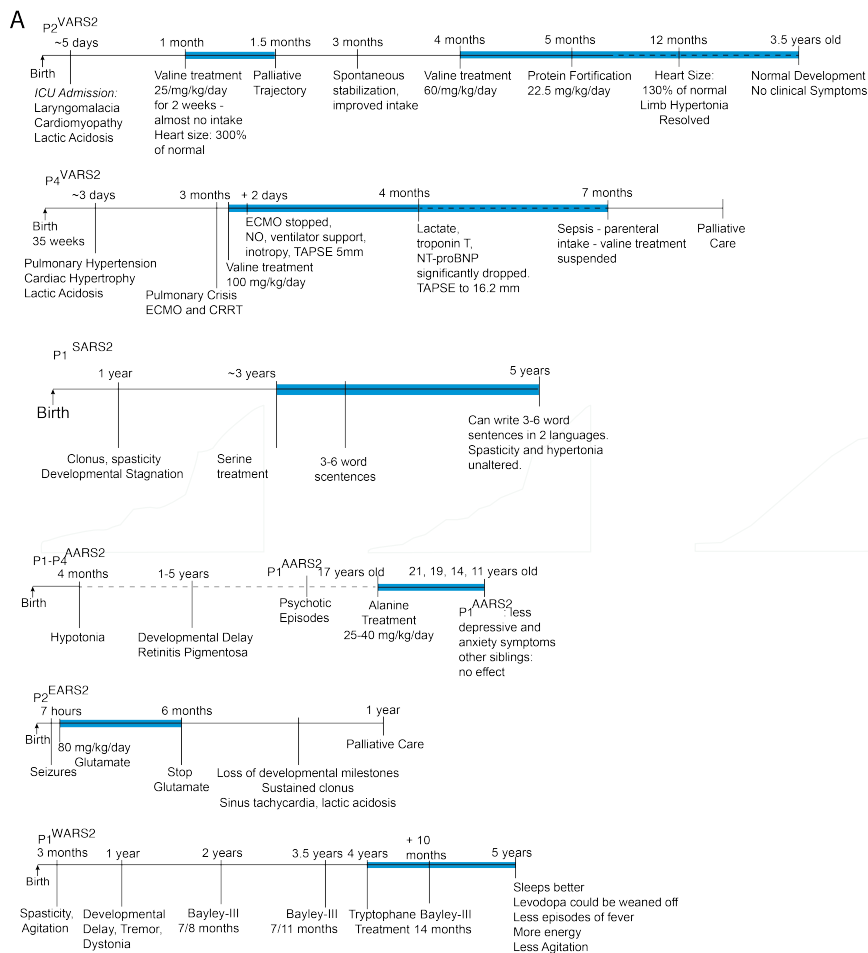 A
P2VARS2
~5 days
1 month
1.5 months
3 months
4 months
5 months
12 months
3.5 years old
Birth
ICU Admission:
Laryngomalacia
Cardiomyopathy
Lactic Acidosis
Valine treatment
25/mg/kg/day
for 2 weeks -
almost no intake
Heart size: 300%
of normal
Palliative
Trajectory
Spontaneous
stabilization,
improved intake
Valine treatment
60/mg/kg/day
Protein Fortification
22.5 mg/kg/day
Heart Size:
130% of normal
Limb Hypertonia
Resolved
Normal Development
No clinical Symptoms
P4VARS2
~3 days
3 months
+ 2 days
4 months
7 months
Birth
35 weeks
Pulmonary Hypertension
Cardiac Hypertrophy
Lactic Acidosis
Pulmonary Crisis
ECMO and CRRT
ECMO stopped,
NO, ventilator support,
inotropy, TAPSE 5mm
Valine treatment
100 mg/kg/day
Lactate,
troponin T,
NT-proBNP
significantly dropped.
TAPSE to 16.2 mm
Sepsis - parenteral
intake - valine treatment
suspended
Palliative
Care
P1 SARS2
1 year
~3 years
5 years
Birth
Clonus, spasticity
Developmental Stagnation
Serine
treatment
3-6 word
scentences
Can write 3-6 word
sentences in 2 languages.
Spasticity and hypertonia
unaltered.
P1-P4AARS2
4 months
1-5 years
P1AARS2
17 years old
21, 19, 14, 11 years old
Birth
Hypotonia
Developmental Delay
Retinitis Pigmentosa
Psychotic
Episodes
Alanine
Treatment
25-40 mg/kg/day
P1AARS2: less
depressive and
anxiety symptoms
other siblings:
no effect
P2EARS2
7 hours
6 months
1 year
Birth
Seizures
80 mg/kg/day
Glutamate
Stop
Glutamate
Loss of developmental milestones
Sustained clonus
Sinus tachycardia, lactic acidosis
Palliative Care
P1WARS2
3 months
1 year
2 years
3.5 years
4 years
+ 10
months
5 years
Birth
Spasticity,
Agitation
Developmental
Delay, Tremor,
Dystonia
Bayley-III
7/8 months
Bayley-III
7/11 months
Tryptophane
Treatment
Bayley-III
14 months
Sleeps better
Levodopa could be weaned off
Less episodes of fever
More energy
Less Agitation